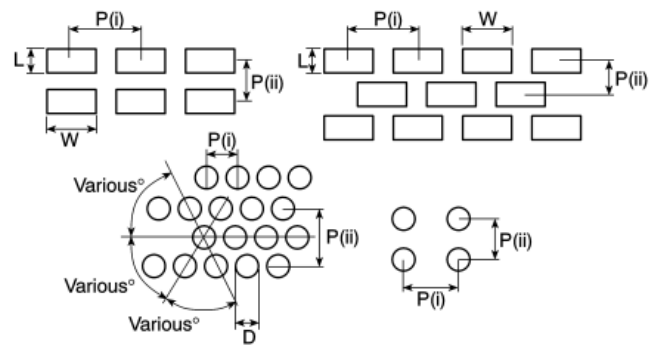 P(i)
L
P(ii)
W
P(i)
W
L
P(ii)
P(i)
Various°
P(ii)
Various°
Various°
D
P(ii)
P(i)